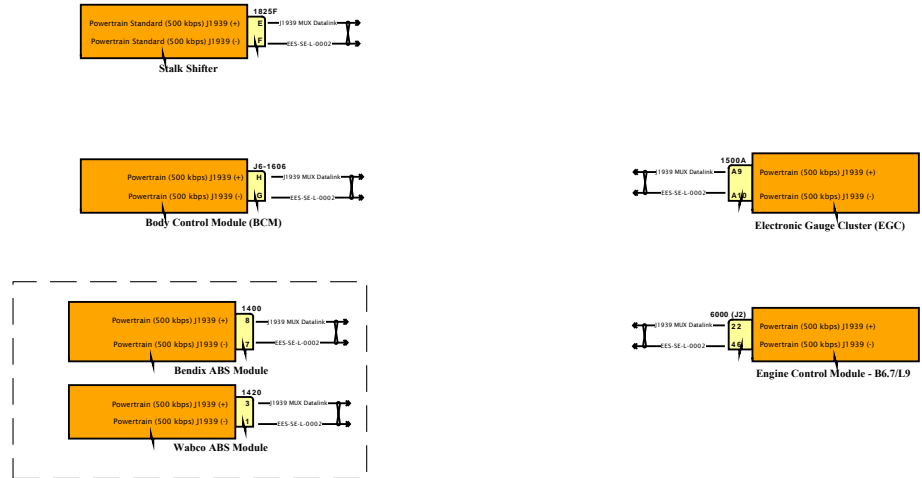 1825F
Powertrain Standard (500 kbps) J1939 (+) E J1939 MUX Datalink
Powertrain Standard (500 kbps) J1939 (-) F EES-SE-L-0002
Stalk Shifter
J6-1606
Powertrain (500 kbps) J1939 (+) H J1939 MUX Datalink
Powertrain (500 kbps) J1939 (-) G EES-SE-L-0002
Body Control Module (BCM)
1500A
J1939 MUX Datalink A9 Powertrain (500 kbps) J1939 (+)
EES-SE-L-0002 A10 Powertrain (500 kbps) J1939 (-)
Electronic Gauge Cluster (EGC)
1400
Powertrain (500 kbps) J1939 (+) 8 J1939 MUX Datalink
Powertrain (500 kbps) J1939 (-) 7 EES-SE-L-0002
Bendix ABS Module
6000 (J2)
J1939 MUX Datalink 22 Powertrain (500 kbps) J1939 (+)
EES-SE-L-0002 46 Powertrain (500 kbps) J1939 (-)
Engine Control Module - B6.7/L9
1420
Powertrain (500 kbps) J1939 (+) 3 J1939 MUX Datalink
Powertrain (500 kbps) J1939 (-) 1 EES-SE-L-0002
Wabco ABS Module